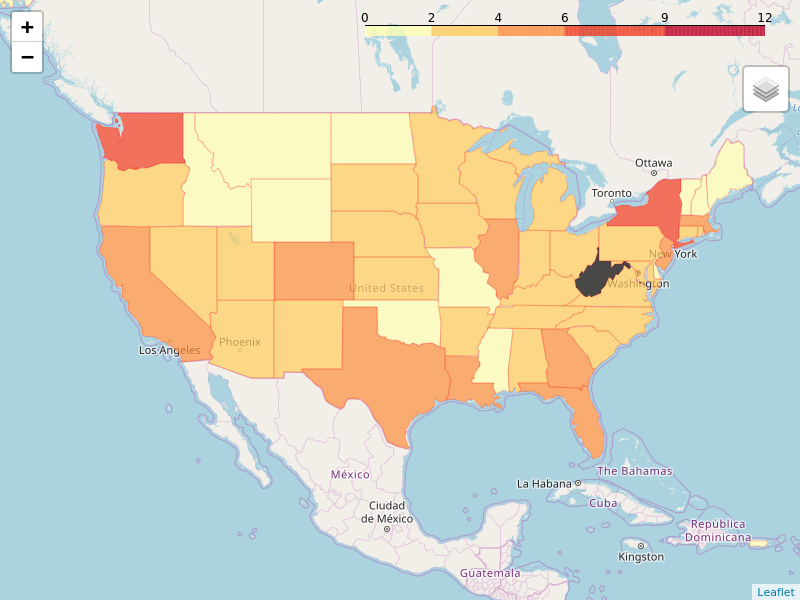 +
−
0 2 4 6 9 12
Ottawa
Toronto
New York
United States
Washington
Los Angeles
Phoenix
La Habana
The Bahamas
México
Cuba
Ciudad
de México
República
Dominicana
Kingston
Guatemala
Leaflet